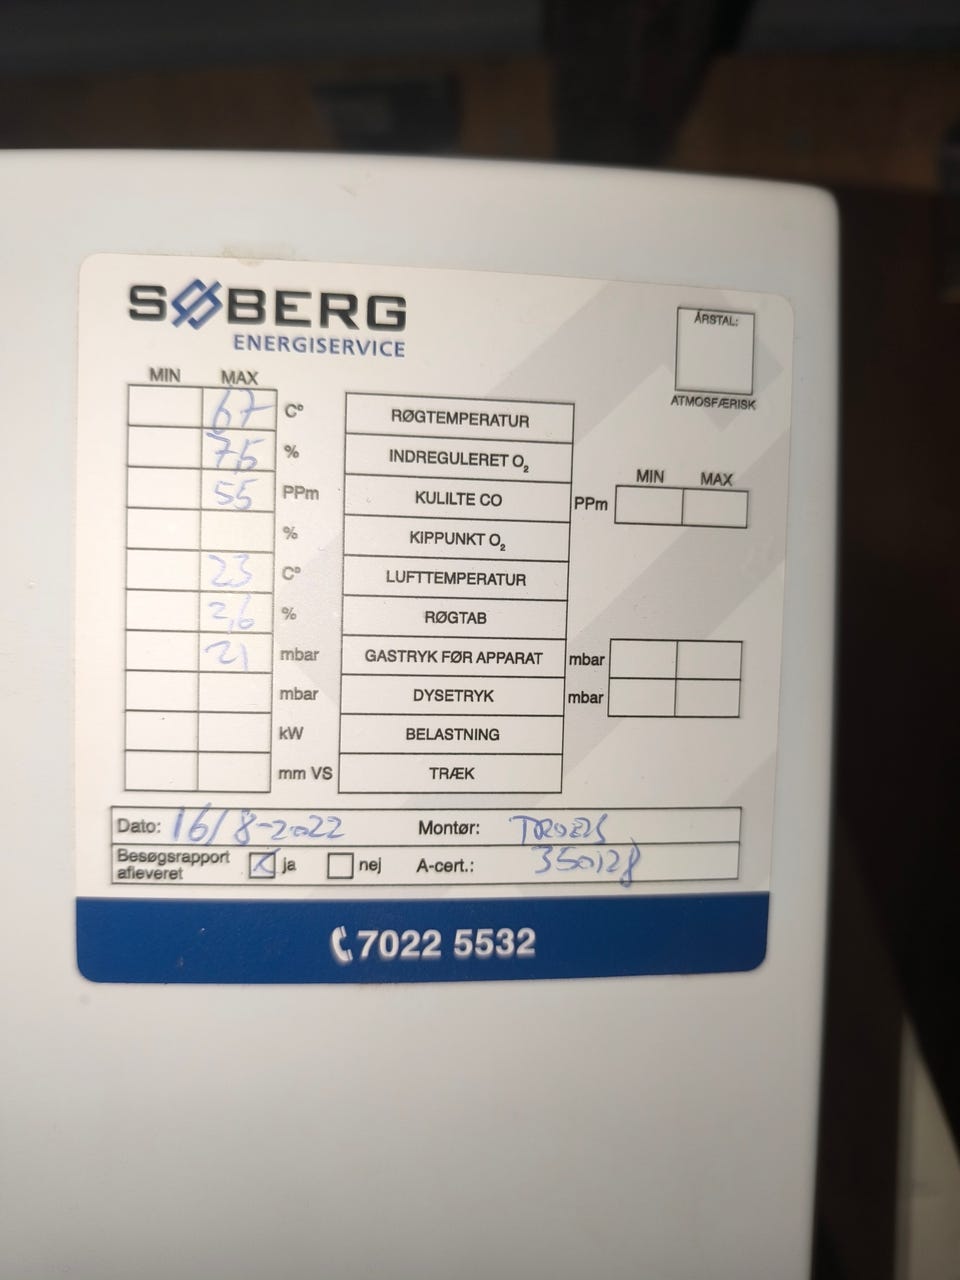 SØBERG
ENERGISERVICE
ÅRSTAL:
ATMOSFÆRISK
MIN MAX
67 C° RØGTEMPERATUR
7,5 % INDREGULERET O₂
MIN MAX
55 PPm KULILTE CO PPm
% KIPPUNKT O₂
23 C° LUFTTEMPERATUR
2,6 % RØGTAB
21 mbar GASTRYK FØR APPARAT mbar
mbar DYSETRYK mbar
kW BELASTNING
mm VS TRÆK
Dato: 16/8-2022 Montør: TROELS
Besøgsrapport afleveret X ja nej A-cert.: 350128
7022 5532